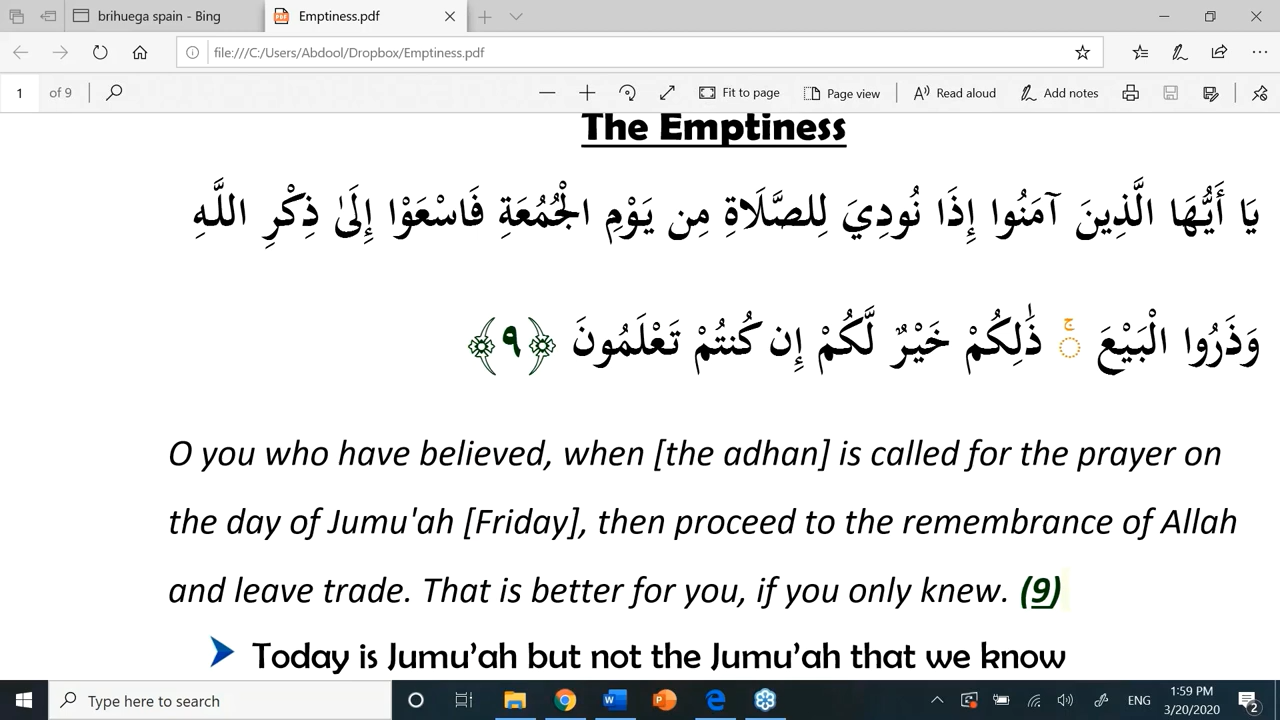 brihuega spain - Bing
Emptiness.pdf
file:///C:/Users/Abdool/Dropbox/Emptiness.pdf
1 of 9
Fit to page
Page view
Read aloud
Add notes
The Emptiness
يَا أَيُّهَا الَّذِينَ آمَنُوا إِذَا نُودِيَ لِلصَّلَاةِ مِن يَوْمِ الْجُمُعَةِ فَاسْعَوْا إِلَىٰ ذِكْرِ اللَّـهِ
وَذَرُوا الْبَيْعَ ۚ ذَٰلِكُمْ خَيْرٌ لَّكُمْ إِن كُنتُمْ تَعْلَمُونَ ﴿٩﴾
O you who have believed, when [the adhan] is called for the prayer on
the day of Jumu'ah [Friday], then proceed to the remembrance of Allah
and leave trade. That is better for you, if you only knew. (9)
Today is Jumu’ah but not the Jumu’ah that we know
Type here to search
ENG
1:59 PM
3/20/2020
2